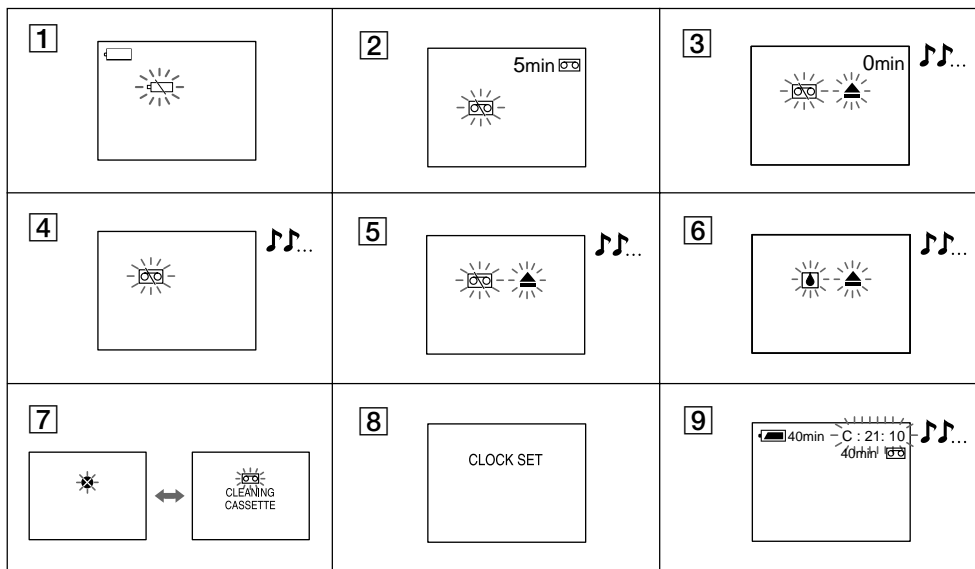 1
2
5min
3
0min
♪♪...
4
♪♪...
5
♪♪...
6
♪♪...
7
CLEANING
CASSETTE
8
CLOCK SET
9
40min
C : 21: 10
♪♪...
40min